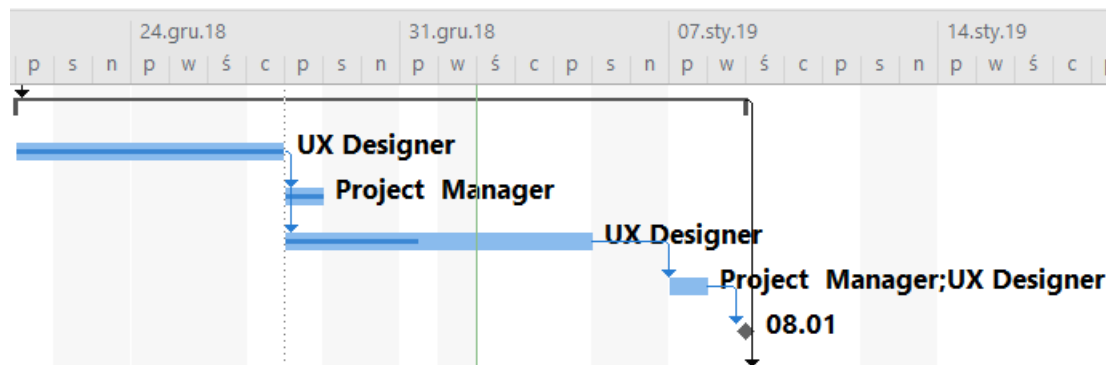 24.gru.18 31.gru.18 07.sty.19 14.sty.19
p s n p w ś c p s n p w ś c p s n p w ś c p s n p w ś c
UX Designer
Project Manager
UX Designer
Project Manager;UX Designer
08.01